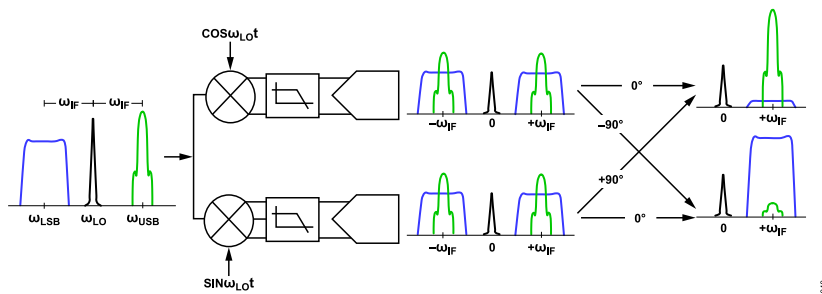 COSωLOt
ωIF ωIF
ωLSB ωLO ωUSB
SINωLOt
−ωIF 0 +ωIF
−ωIF 0 +ωIF
0°
−90°
+90°
0°
0 +ωIF
0 +ωIF